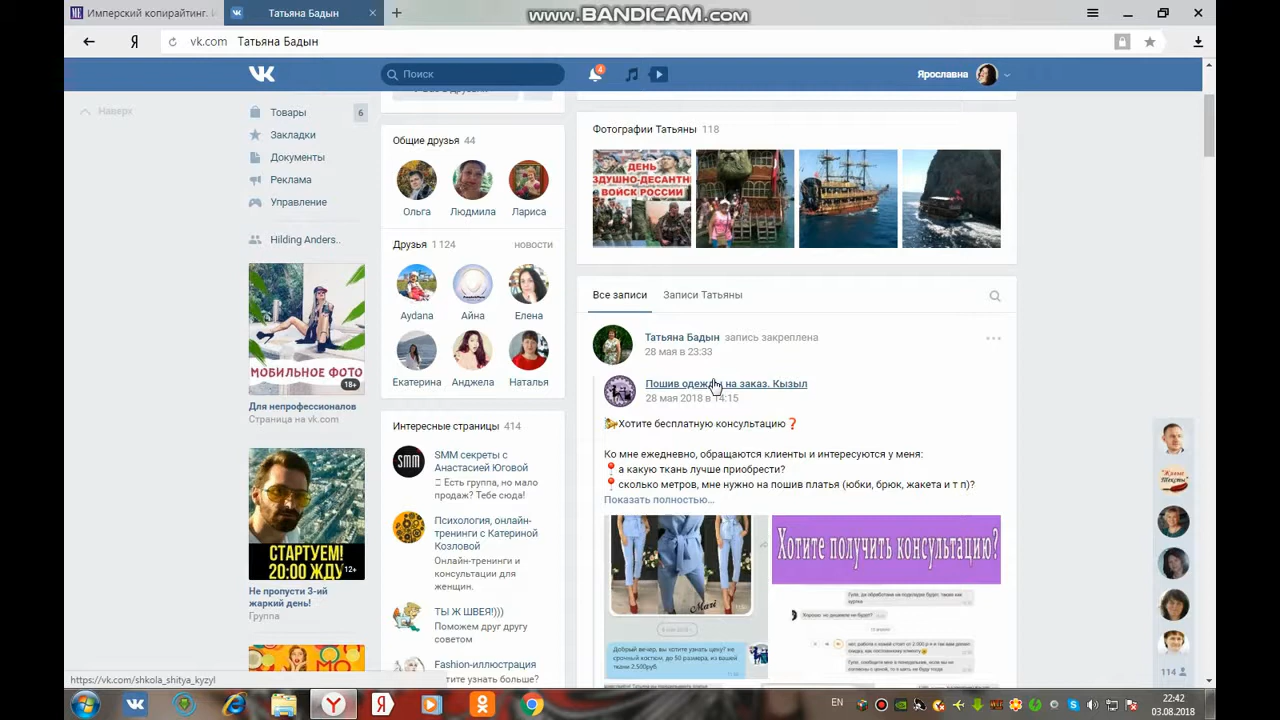 www.BANDICAM.com
Имперский копирайтинг. И
Татьяна Бадын
vk.com Татьяна Бадын
Поиск
4
Ярославна
Наверх
Товары 6
Закладки
Документы
Реклама
Управление
Hilding Anders..
МОБИЛЬНОЕ ФОТО
18+
Для непрофессионалов
Страница на vk.com
СТАРТУЕМ!
20:00 ЖДУ
12+
Не пропусти 3-ий
жаркий день!
Группа
Общие друзья 44
Ольга Людмила Лариса
Друзья 1 124 новости
Aydana Айна Елена
Екатерина Анджела Наталья
Интересные страницы 414
SMM
SMM секреты с
Анастасией Юговой
Есть группа, но мало
продаж? Тебе сюда!
Психология, онлайн-
тренинги с Катериной
Козловой
Онлайн-тренинги и
консультации для
женщин.
ТЫ Ж ШВЕЯ!)))
Поможем друг другу
советом
Fashion-иллюстрация
Фотографии Татьяны 118
ДЕНЬ
ЗДУШНО-ДЕСАНТН
ВОЙСК РОССИИ
Все записи Записи Татьяны
Татьяна Бадын запись закреплена
28 мая в 23:33
Пошив одежды на заказ. Кызыл
28 мая 2018 в 14:15
Хотите бесплатную консультацию❓
Ко мне ежедневно, обращаются клиенты и интересуются у меня:
📍а какую ткань лучше приобрести?
📍сколько метров, мне нужно на пошив платья (юбки, брюк, жакета и т п)?
Показать полностью…
Mari
Хотите получить консультацию?
Добрый вечер, вы хотите узнать цену? не
срочный костюм, до 50 размера, из вашей
ткани 2.500руб.
114
https://vk.com/shkola_shitya_kyzyl
EN
22:42
03.08.2018